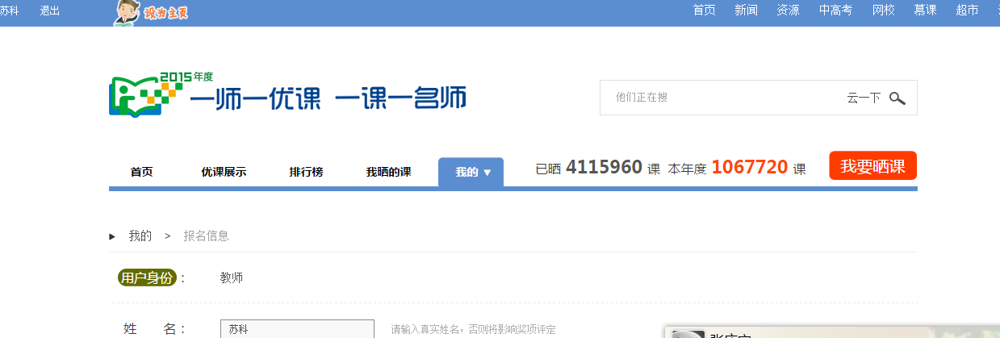 苏科 退出 设为主页 首页 新闻 资源 中高考 网校 慕课 超市
2015年度
一师一优课 一课一名师
他们正在搜 云一下
首页 优课展示 排行榜 我晒的课 我的 ▼ 已晒 4115960 课 本年度 1067720 课 我要晒课
我的 > 报名信息
用户身份： 教师
姓 名： 苏科 请输入真实姓名，否则将影响奖项评定